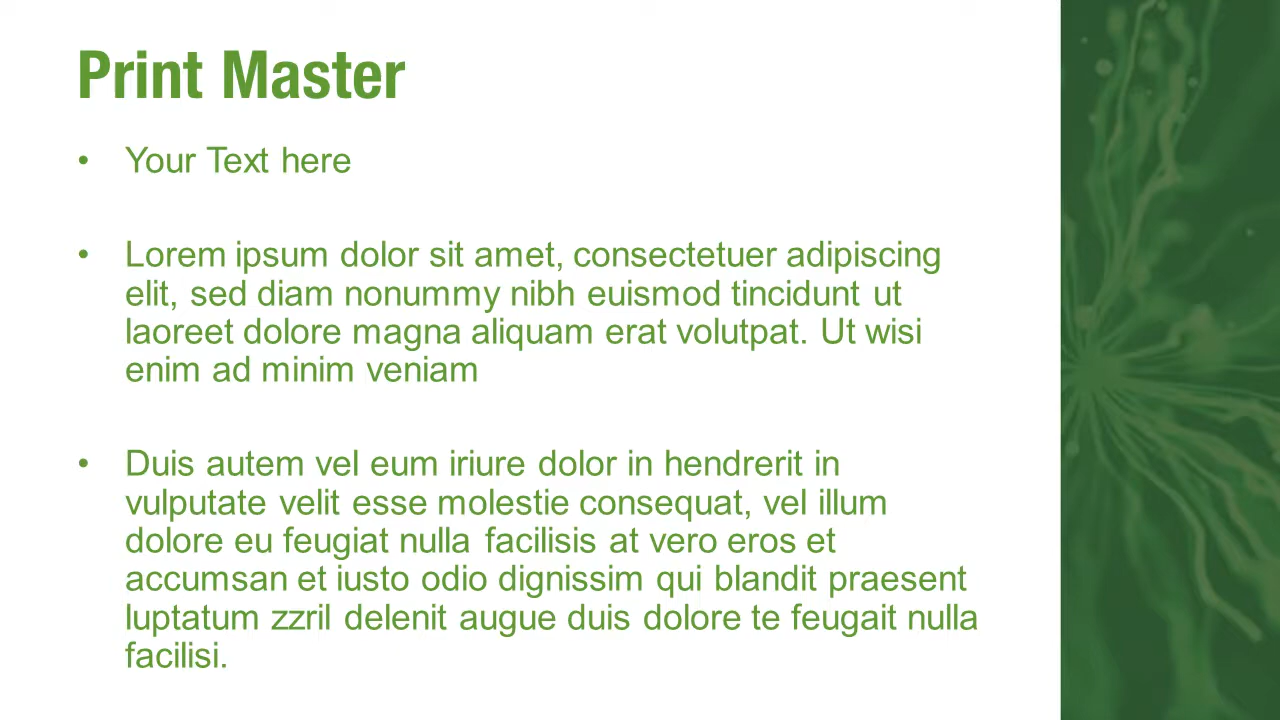 Print Master
• Your Text here
• Lorem ipsum dolor sit amet, consectetuer adipiscing
elit, sed diam nonummy nibh euismod tincidunt ut
laoreet dolore magna aliquam erat volutpat. Ut wisi
enim ad minim veniam
• Duis autem vel eum iriure dolor in hendrerit in
vulputate velit esse molestie consequat, vel illum
dolore eu feugiat nulla facilisis at vero eros et
accumsan et iusto odio dignissim qui blandit praesent
luptatum zzril delenit augue duis dolore te feugait nulla
facilisi.